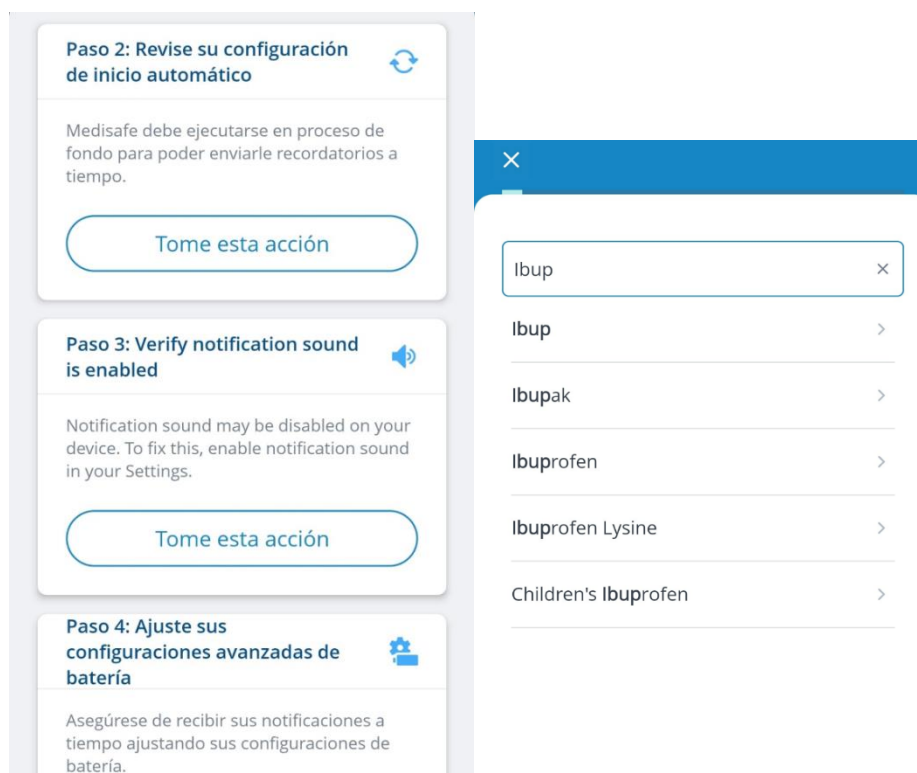 Paso 2: Revise su configuración
de inicio automático
Medisafe debe ejecutarse en proceso de
fondo para poder enviarle recordatorios a
tiempo.
Tome esta acción
Paso 3: Verify notification sound
is enabled
Notification sound may be disabled on your
device. To fix this, enable notification sound
in your Settings.
Tome esta acción
Paso 4: Ajuste sus
configuraciones avanzadas de
batería
Asegúrese de recibir sus notificaciones a
tiempo ajustando sus configuraciones de
batería.
Ibup
Ibup
Ibupak
Ibuprofen
Ibuprofen Lysine
Children's Ibuprofen